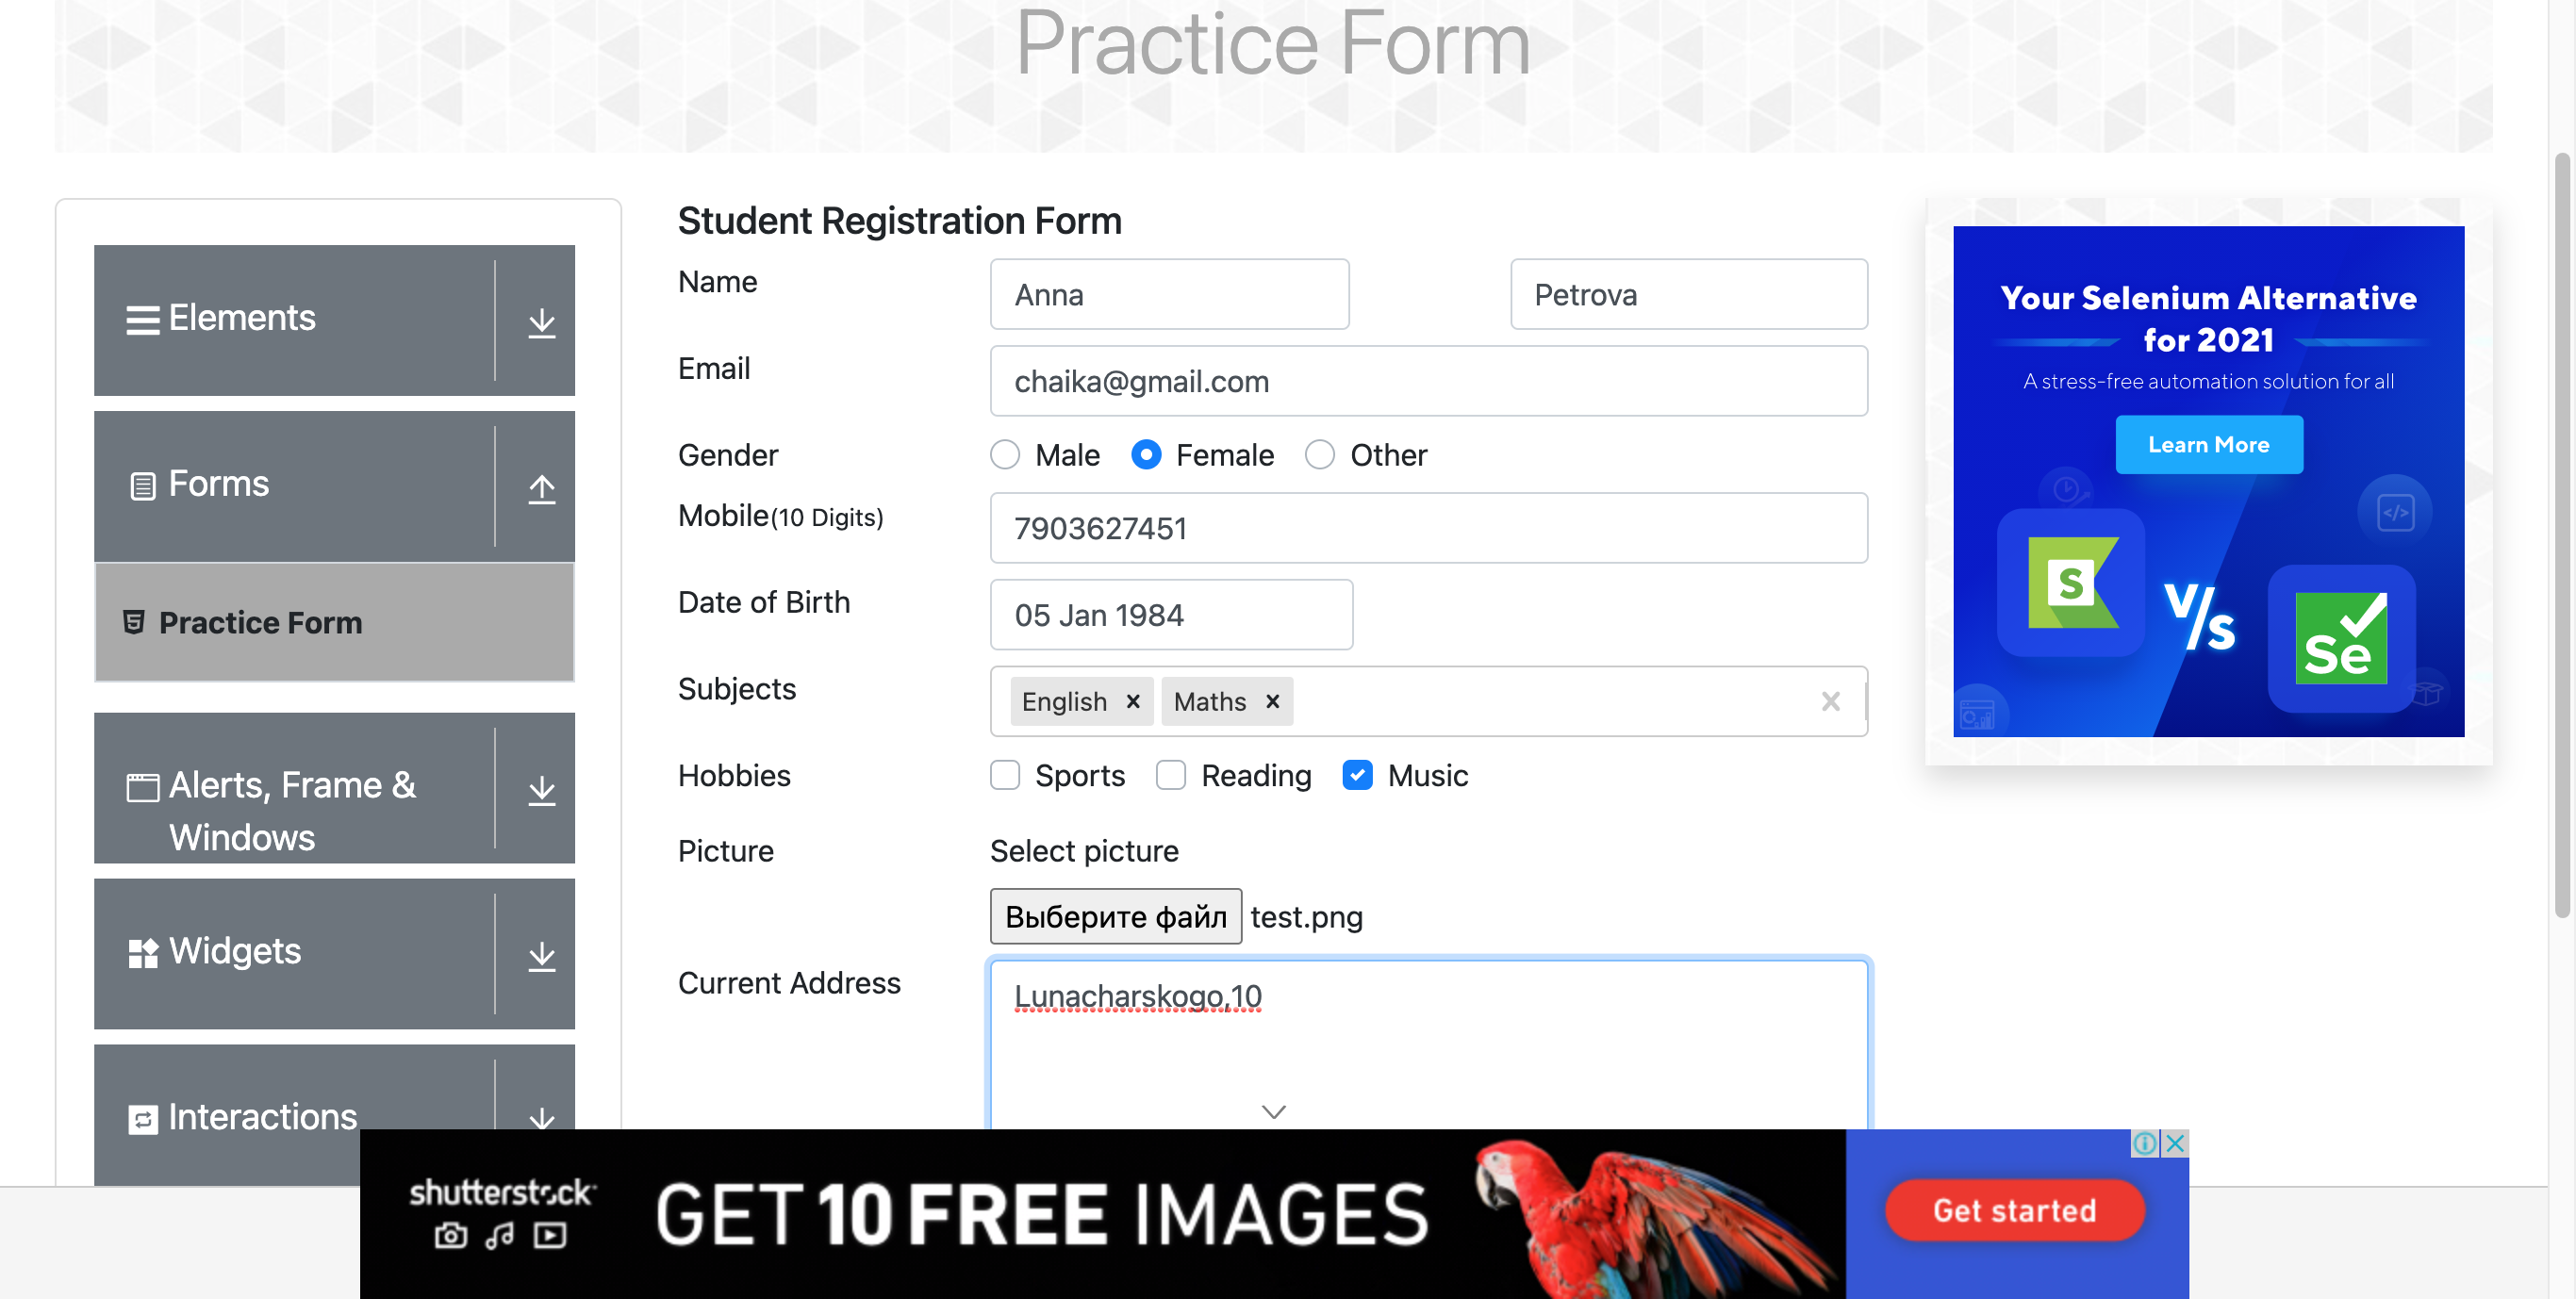 Practice Form
Elements
Forms
Practice Form
Alerts, Frame &
Windows
Widgets
Interactions
Student Registration Form
Name
Anna
Petrova
Email
chaika@gmail.com
Gender
Male
Female
Other
Mobile(10 Digits)
7903627451
Date of Birth
05 Jan 1984
Subjects
English
Maths
Hobbies
Sports
Reading
Music
Picture
Select picture
Выберите файл test.png
Current Address
Lunacharskogo,10
Your Selenium Alternative
for 2021
A stress-free automation solution for all
Learn More
S
V/s
Se
shutterstock
GET 10 FREE IMAGES
Get started